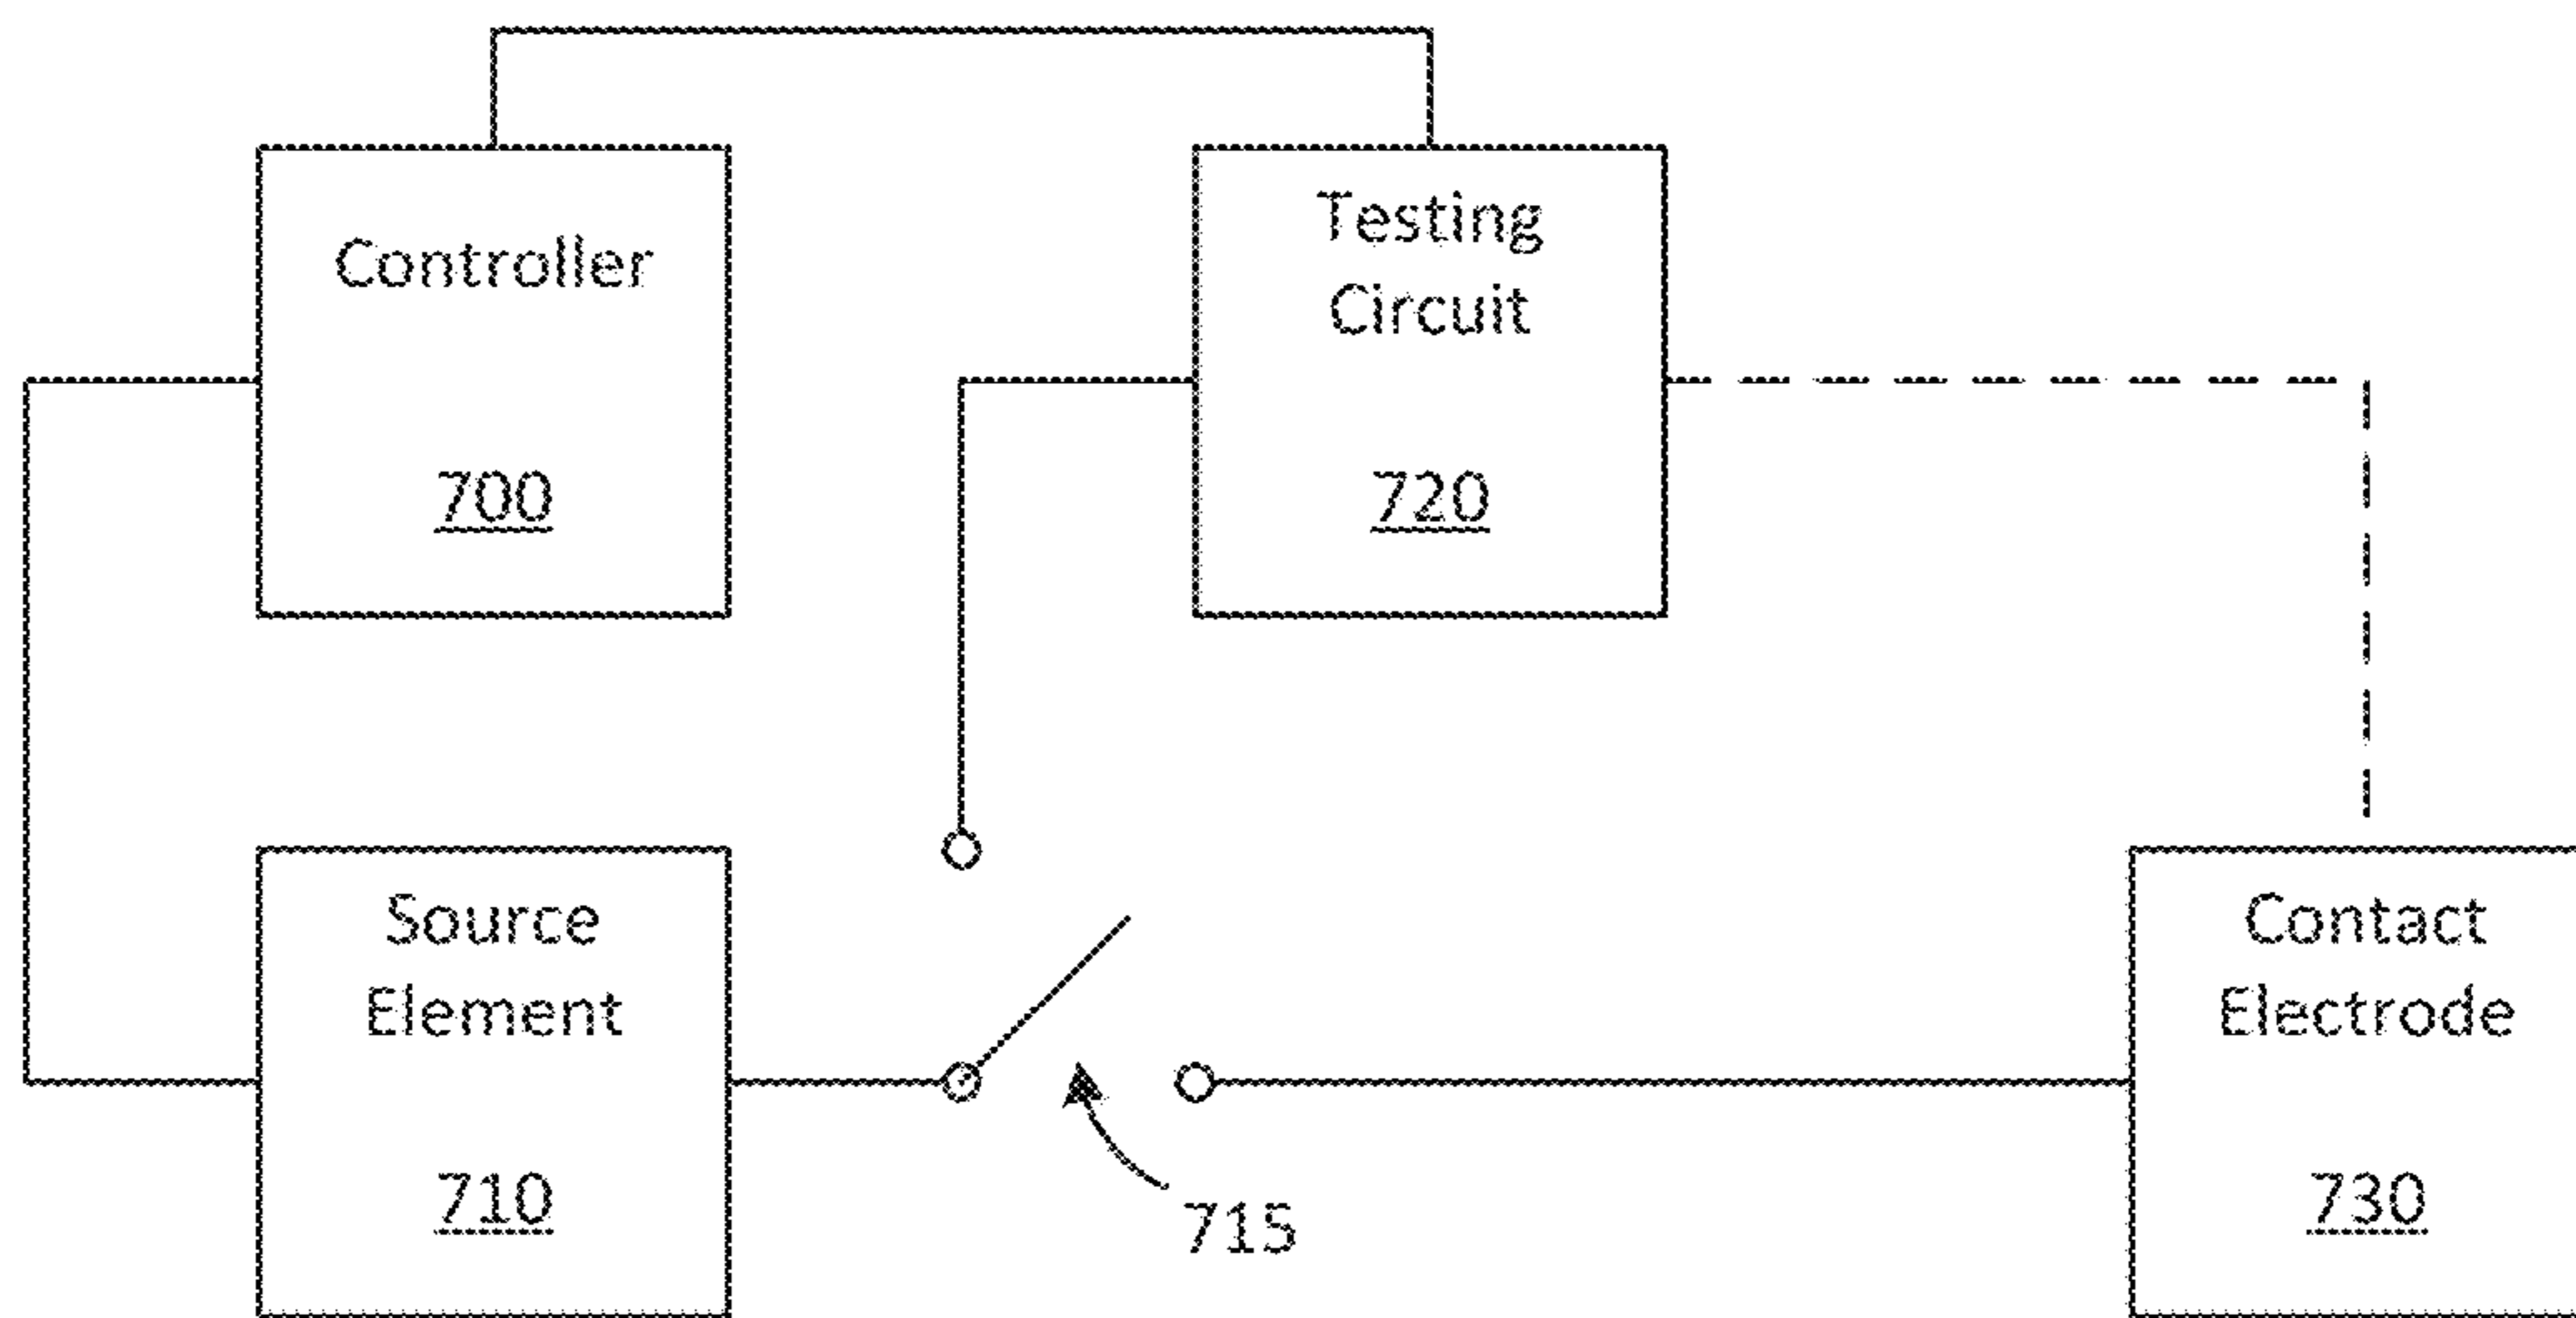 Controller
700
Testing
Circuit
720
Source
Element
710
715
Contact
Electrode
730